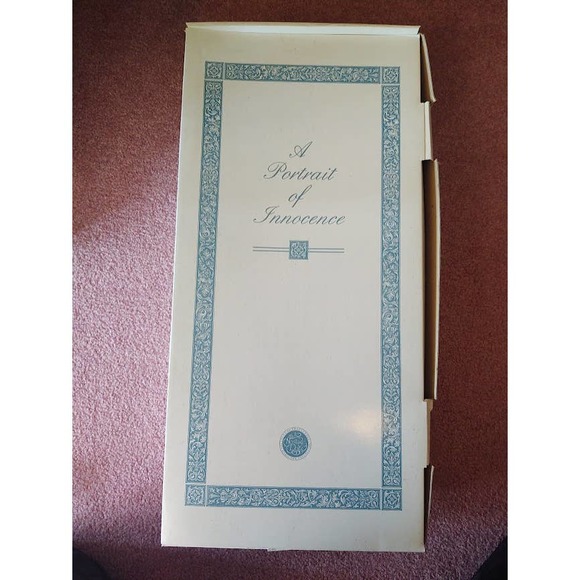 A
Portrait
of
Innocence